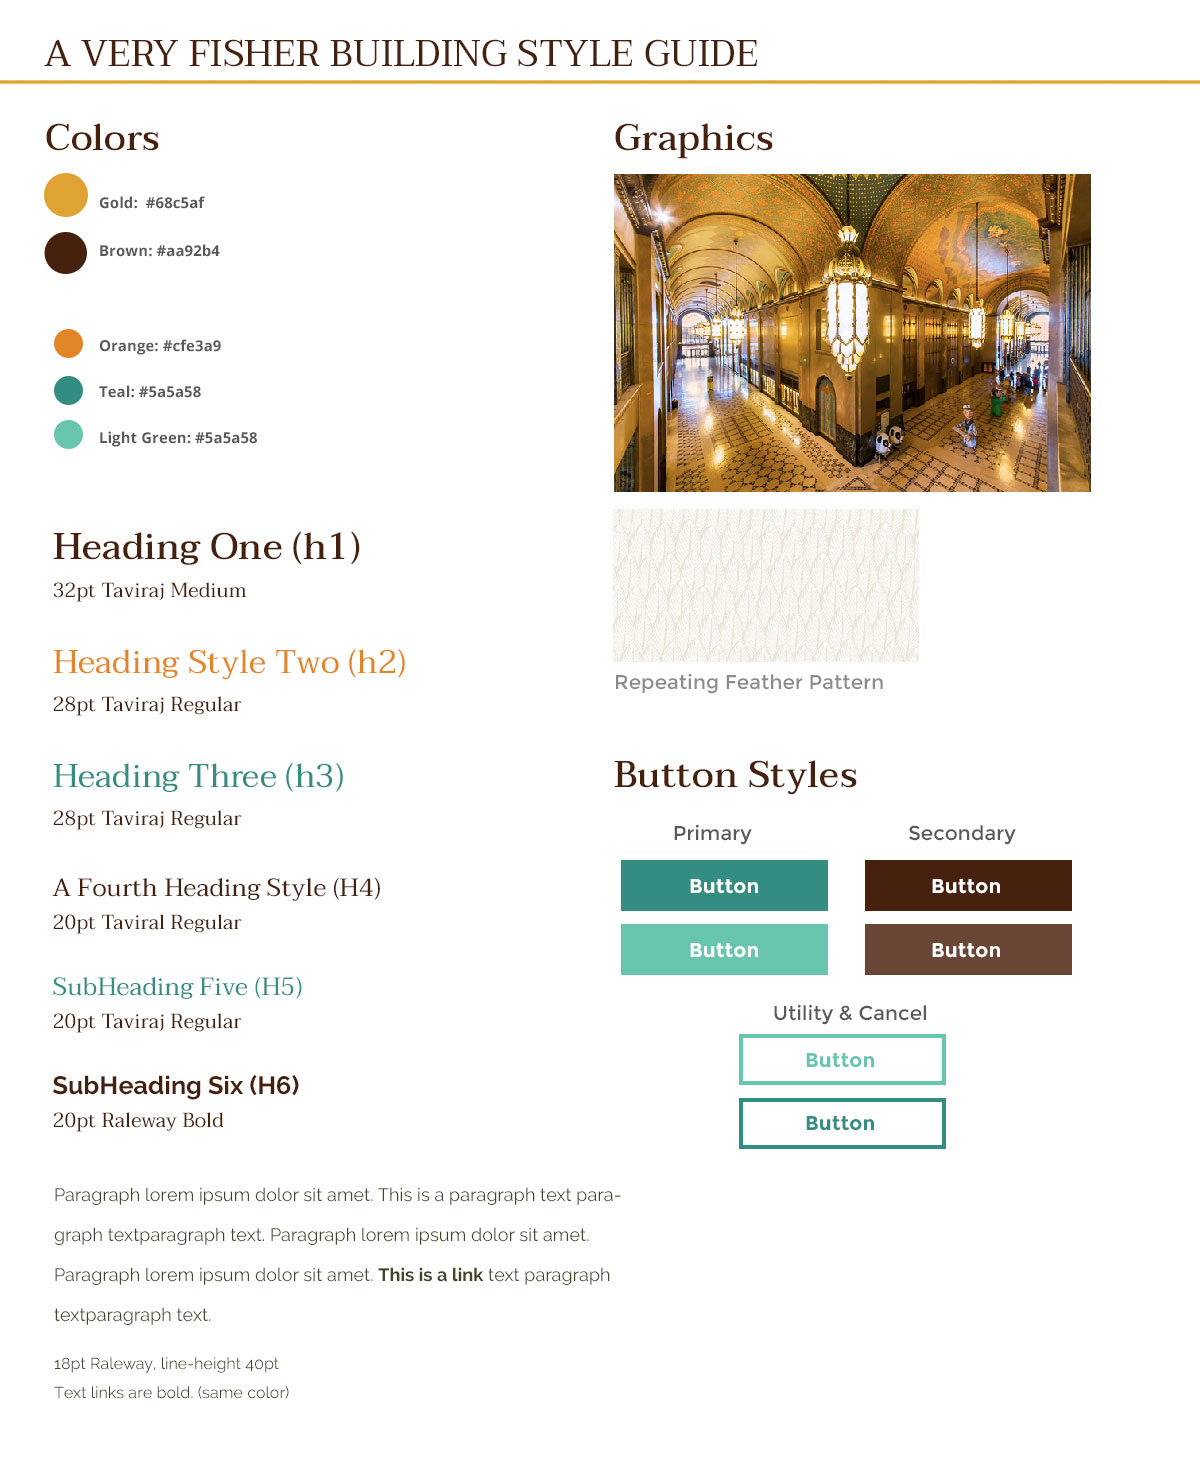 A VERY FISHER BUILDING STYLE GUIDE
Colors
Gold:  #68c5af
Brown: #aa92b4
Orange: #cfe3a9
Teal: #5a5a58
Light Green: #5a5a58
Heading One (h1)
32pt Taviraj Medium
Heading Style Two (h2)
28pt Taviraj Regular
Heading Three (h3)
28pt Taviraj Regular
A Fourth Heading Style (H4)
20pt Taviral Regular
SubHeading Five (H5)
20pt Taviraj Regular
SubHeading Six (H6)
20pt Raleway Bold
Paragraph lorem ipsum dolor sit amet. This is a paragraph text para-
graph textparagraph text. Paragraph lorem ipsum dolor sit amet.
Paragraph lorem ipsum dolor sit amet. This is a link text paragraph
textparagraph text.
18pt Raleway, line-height 40pt
Text links are bold. (same color)
Graphics
Repeating Feather Pattern
Button Styles
Primary
Secondary
Button
Button
Button
Button
Utility & Cancel
Button
Button